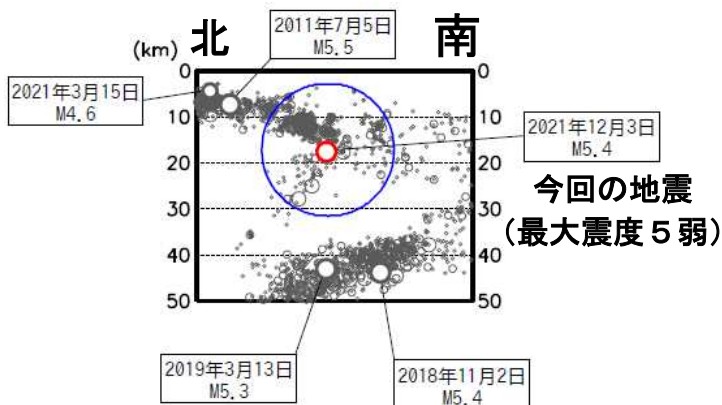 2011年7月5日
M5.5
(km) 北 南
2021年3月15日
M4.6
0 0
10 10
2021年12月3日
M5.4
20 20
今回の地震
(最大震度5弱)
30 30
40 40
50 50
2019年3月13日
M5.3
2018年11月2日
M5.4